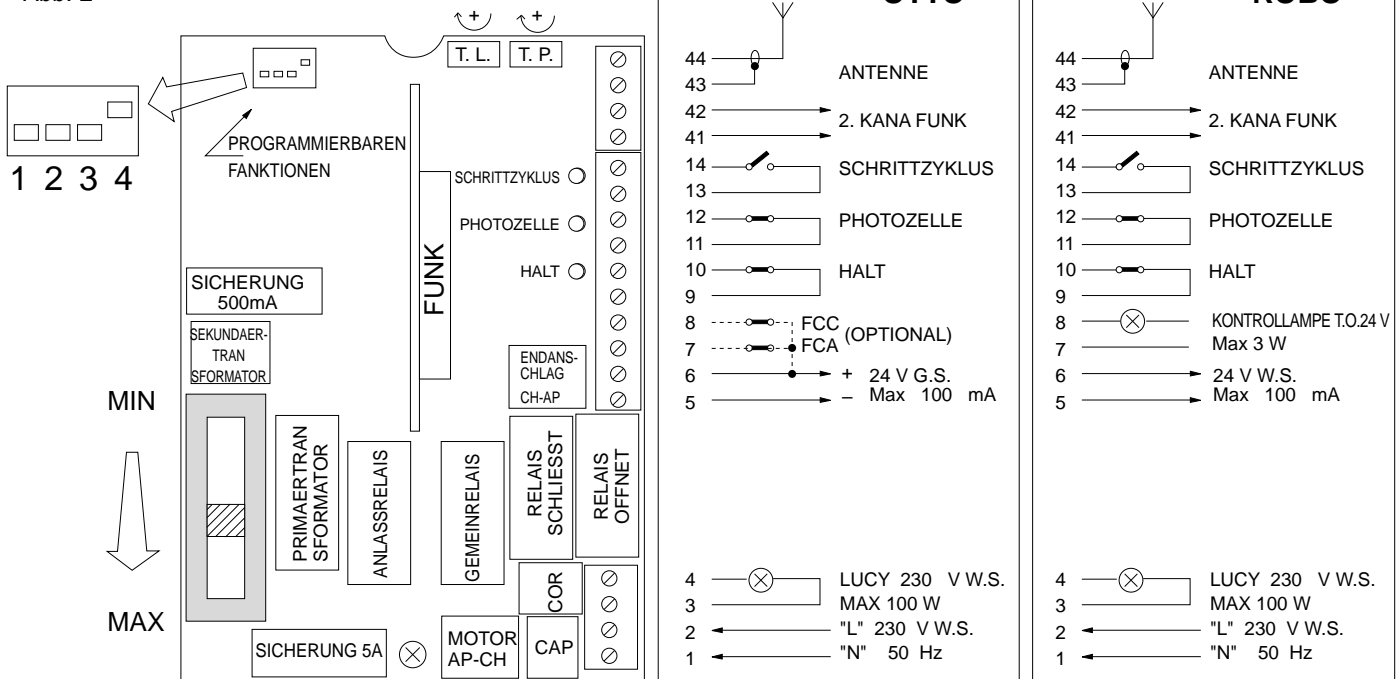 1 2 3 4
PROGRAMMIERBAREN
FANKTIONEN
+
+
T. L.
T. P.
SCHRITTZYKLUS
PHOTOZELLE
HALT
FUNK
SICHERUNG
500mA
SEKUNDAER-
TRAN
SFORMATOR
MIN
MAX
ENDANS-
CHLAG
CH-AP
PRIMAERTRAN
SFORMATOR
ANLASSRELAIS
GEMEINRELAIS
RELAIS
SCHLIESST
RELAIS
OFFNET
COR
SICHERUNG 5A
MOTOR
AP-CH
CAP
44
43
ANTENNE
42
41
2. KANA FUNK
14
13
SCHRITTZYKLUS
12
11
PHOTOZELLE
10
9
HALT
8
7
FCC
FCA
(OPTIONAL)
6 + 24 V G.S.
5 – Max 100 mA
4 LUCY 230 V W.S.
3 MAX 100 W
2 "L" 230 V W.S.
1 "N" 50 Hz
44
43
ANTENNE
42
41
2. KANA FUNK
14
13
SCHRITTZYKLUS
12
11
PHOTOZELLE
10
9
HALT
8 KONTROLLAMPE T.O.24 V
7 Max 3 W
6 24 V W.S.
5 Max 100 mA
4 LUCY 230 V W.S.
3 MAX 100 W
2 "L" 230 V W.S.
1 "N" 50 Hz